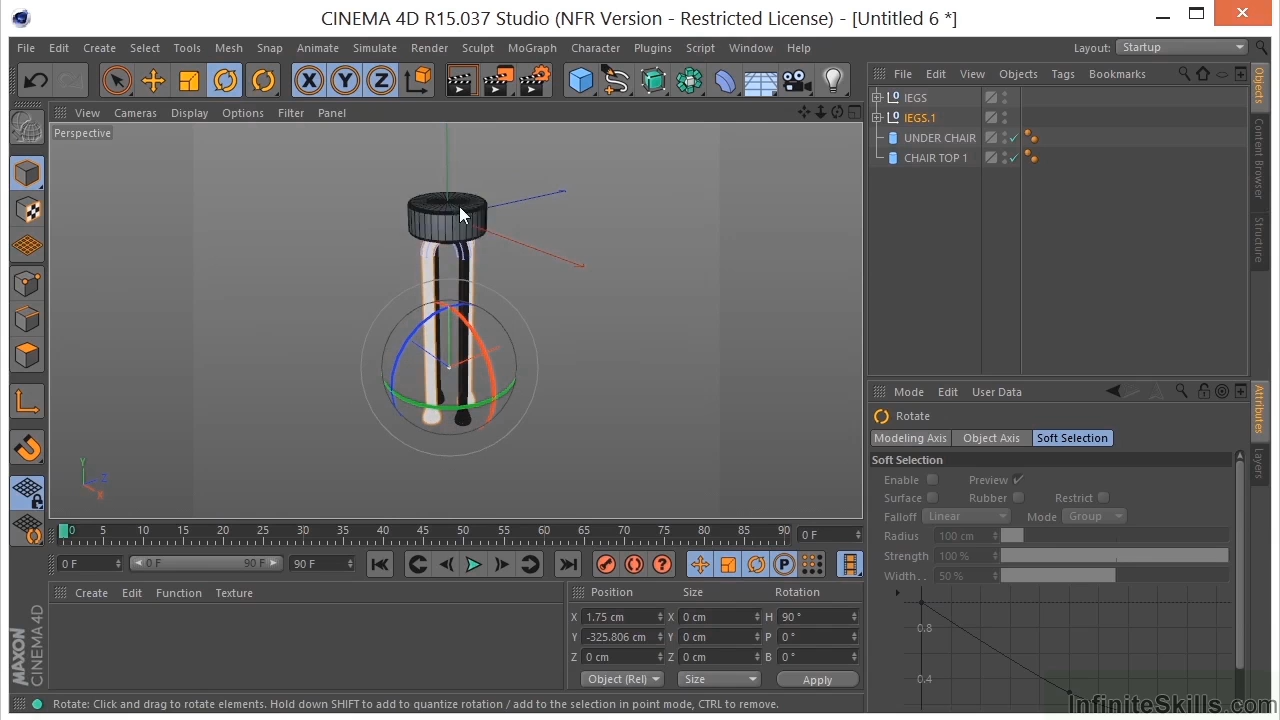 CINEMA 4D R15.037 Studio (NFR Version - Restricted License) - [Untitled 6 *]
File Edit Create Select Tools Mesh Snap Animate Simulate Render Sculpt MoGraph Character Plugins Script Window Help
Layout: Startup
X Y Z
File Edit View Objects Tags Bookmarks
View Cameras Display Options Filter Panel
Perspective
IEGS
IEGS.1
UNDER CHAIR
CHAIR TOP 1
Objects
Content Browser
Structure
Mode Edit User Data
Rotate
Modeling Axis Object Axis Soft Selection
Soft Selection
Enable Preview
Surface Rubber Restrict
Falloff Linear Mode Group
Radius 100 cm
Strength 100 %
Width.. 50 %
0.8
0.4
Attributes
Layers
Y Z X
0 5 10 15 20 25 30 35 40 45 50 55 60 65 70 75 80 85 90 0 F
0 F 0 F 90 F 90 F
P
Create Edit Function Texture
Position Size Rotation
X 1.75 cm X 0 cm H 90 °
Y -325.806 cm Y 0 cm P 0 °
Z 0 cm Z 0 cm B 0 °
Object (Rel) Size Apply
MAXON
CINEMA 4D
Rotate: Click and drag to rotate elements. Hold down SHIFT to add to quantize rotation / add to the selection in point mode, CTRL to remove.
InfiniteSkills.com